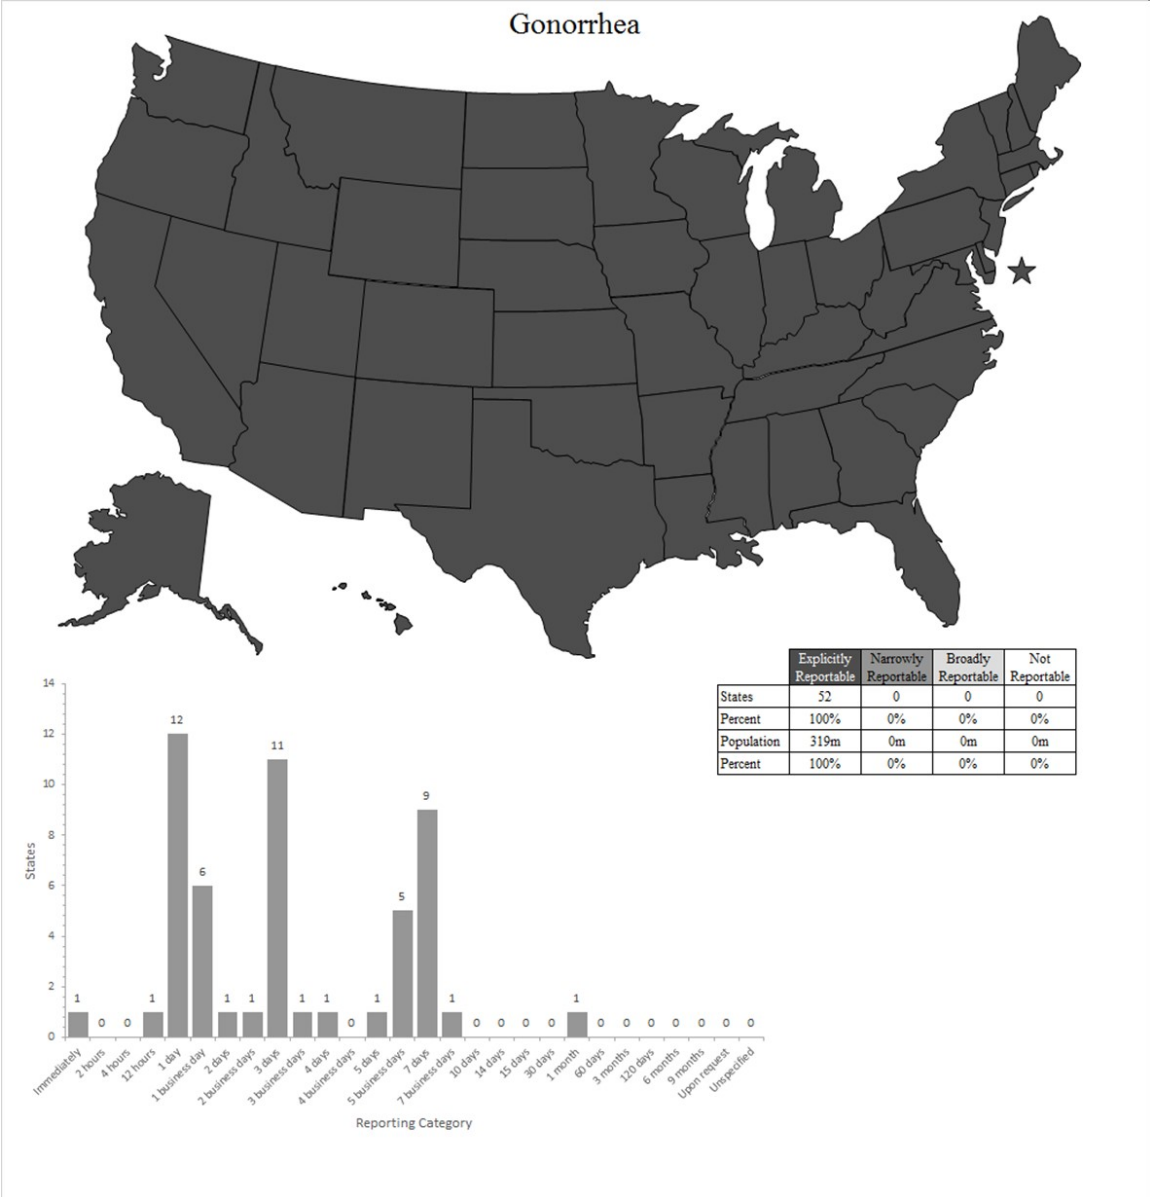 Gonorrhea
Explicitly Reportable Narrowly Reportable Broadly Reportable Not Reportable
States 52 0 0 0
Percent 100% 0% 0% 0%
Population 319m 0m 0m 0m
Percent 100% 0% 0% 0%
14
12
10
8
6
4
2
0
States
1 0 0 1 12 6 1 1 11 1 1 0 1 5 9 1 0 0 0 0 1 0 0 0 0 0 0 0
Immediately
2 hours
4 hours
12 hours
1 day
1 business day
2 days
2 business days
3 days
3 business days
4 days
4 business days
5 days
5 business days
7 days
7 business days
10 days
14 days
15 days
30 days
1 month
60 days
3 months
120 days
6 months
9 months
Upon request
Unspecified
Reporting Category